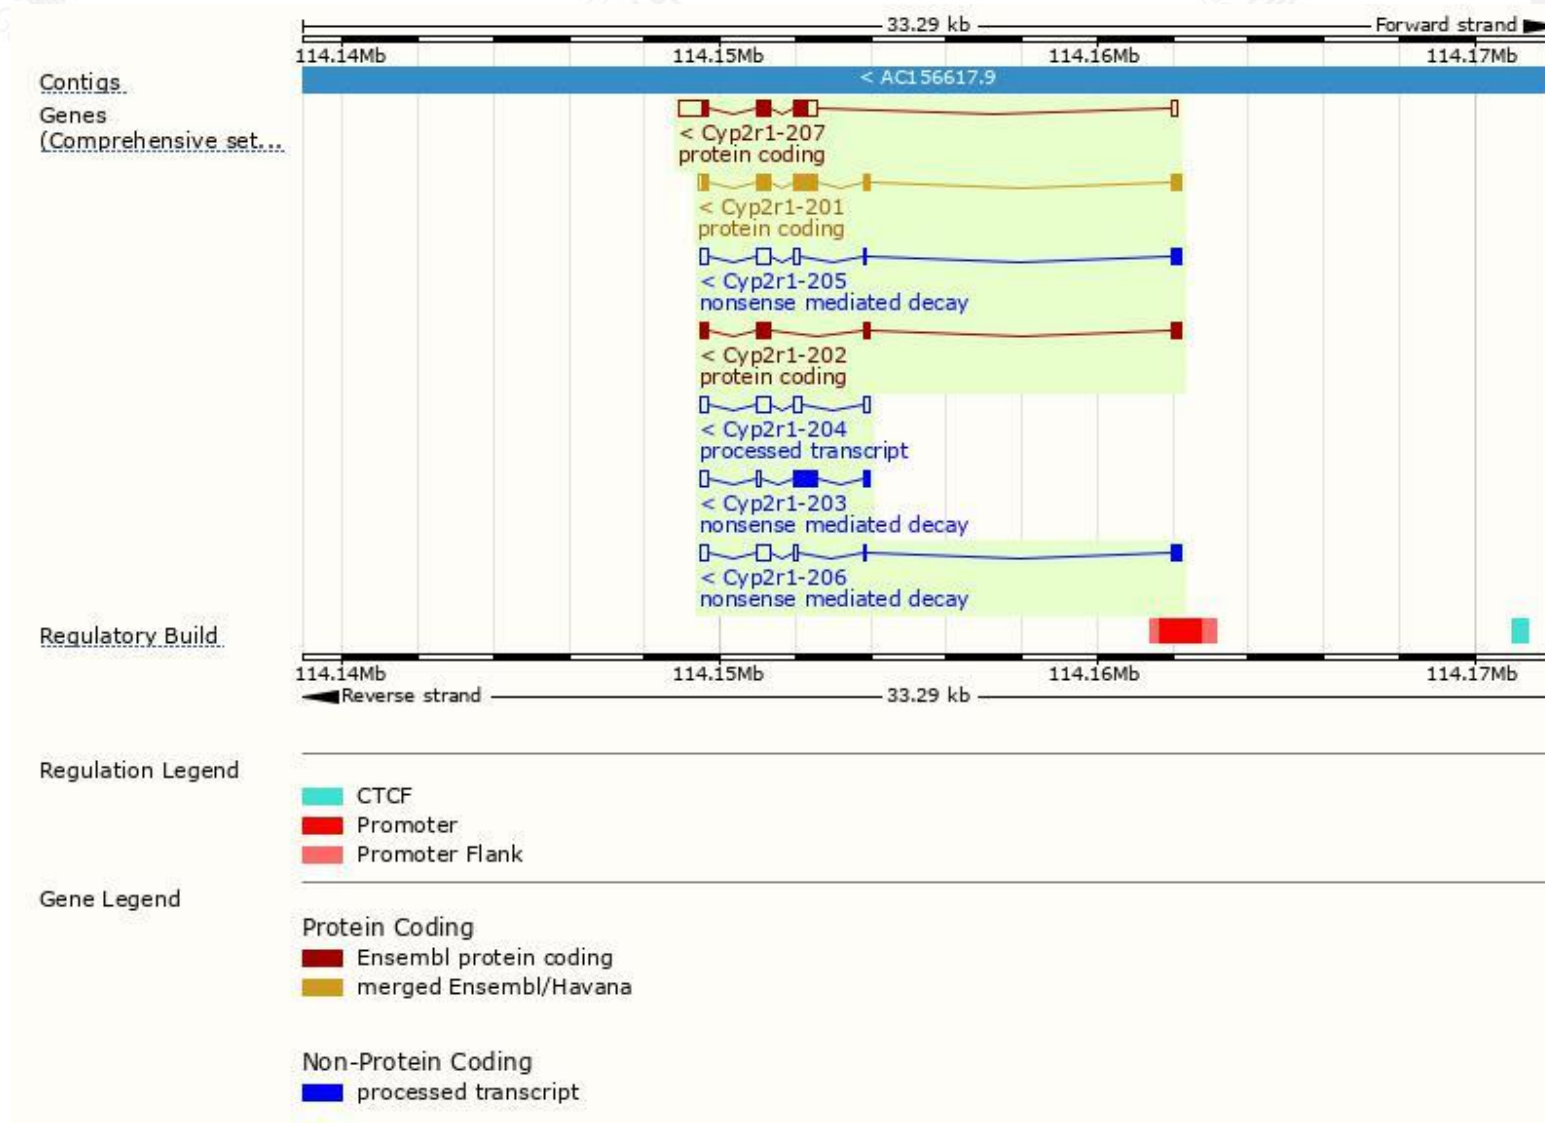 33.29 kb Forward strand
114.14Mb 114.15Mb 114.16Mb 114.17Mb
Contigs < AC156617.9
Genes
(Comprehensive set...
< Cyp2r1-207
protein coding
< Cyp2r1-201
protein coding
< Cyp2r1-205
nonsense mediated decay
< Cyp2r1-202
protein coding
< Cyp2r1-204
processed transcript
< Cyp2r1-203
nonsense mediated decay
< Cyp2r1-206
nonsense mediated decay
Regulatory Build
114.14Mb 114.15Mb 114.16Mb 114.17Mb
Reverse strand 33.29 kb
Regulation Legend
CTCF
Promoter
Promoter Flank
Gene Legend
Protein Coding
Ensembl protein coding
merged Ensembl/Havana
Non-Protein Coding
processed transcript